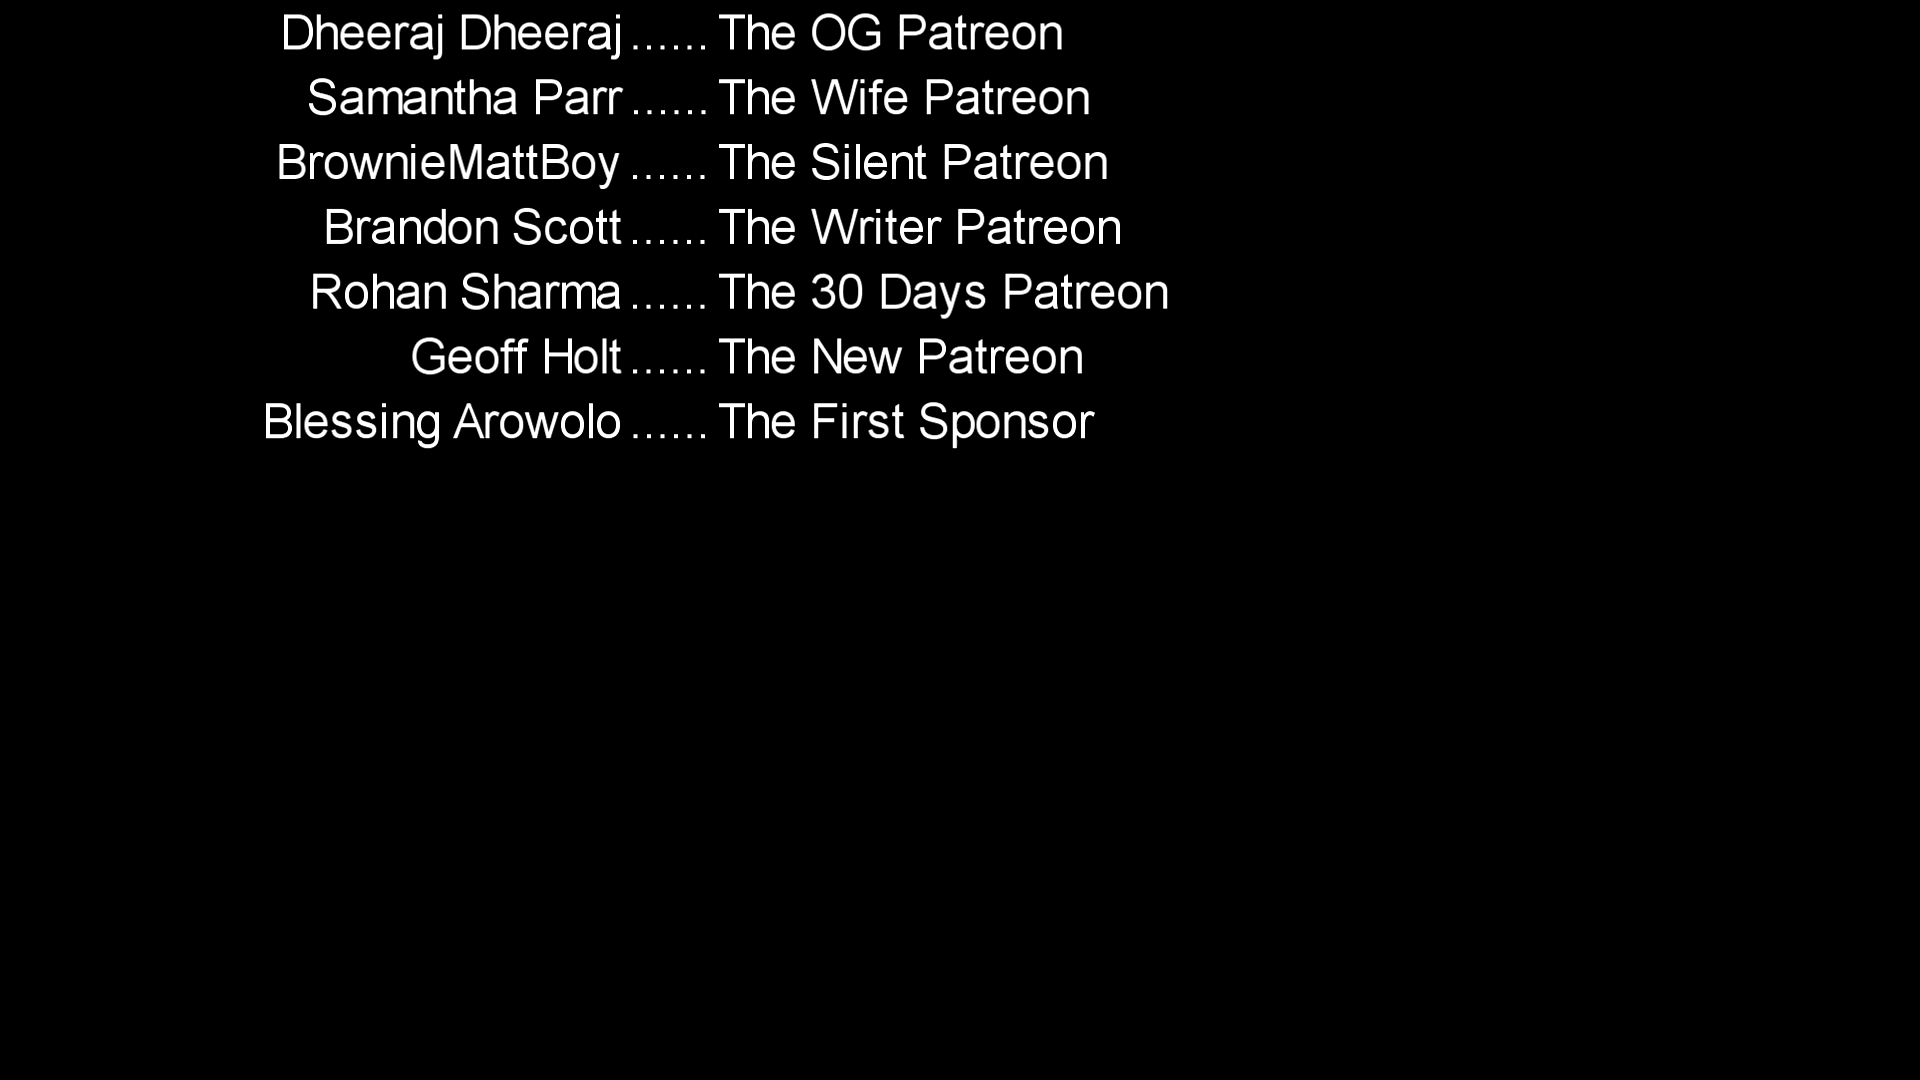 Dheeraj Dheeraj ...... The OG Patreon
Samantha Parr ...... The Wife Patreon
BrownieMattBoy ...... The Silent Patreon
Brandon Scott ...... The Writer Patreon
Rohan Sharma ...... The 30 Days Patreon
Geoff Holt ...... The New Patreon
Blessing Arowolo ...... The First Sponsor